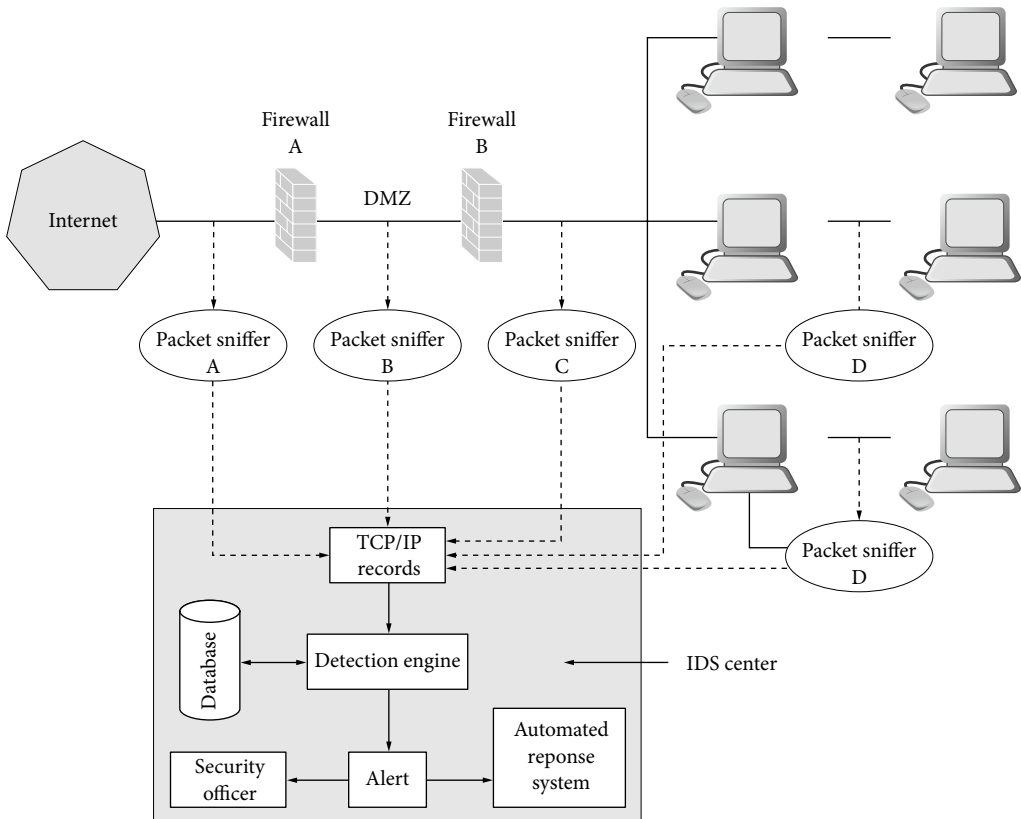 Firewall
A
Firewall
B
Internet
DMZ
Packet sniffer
A
Packet sniffer
B
Packet sniffer
C
Packet sniffer
D
TCP/IP
records
Packet sniffer
D
Database
Detection engine
IDS center
Security
officer
Alert
Automated
reponse
system